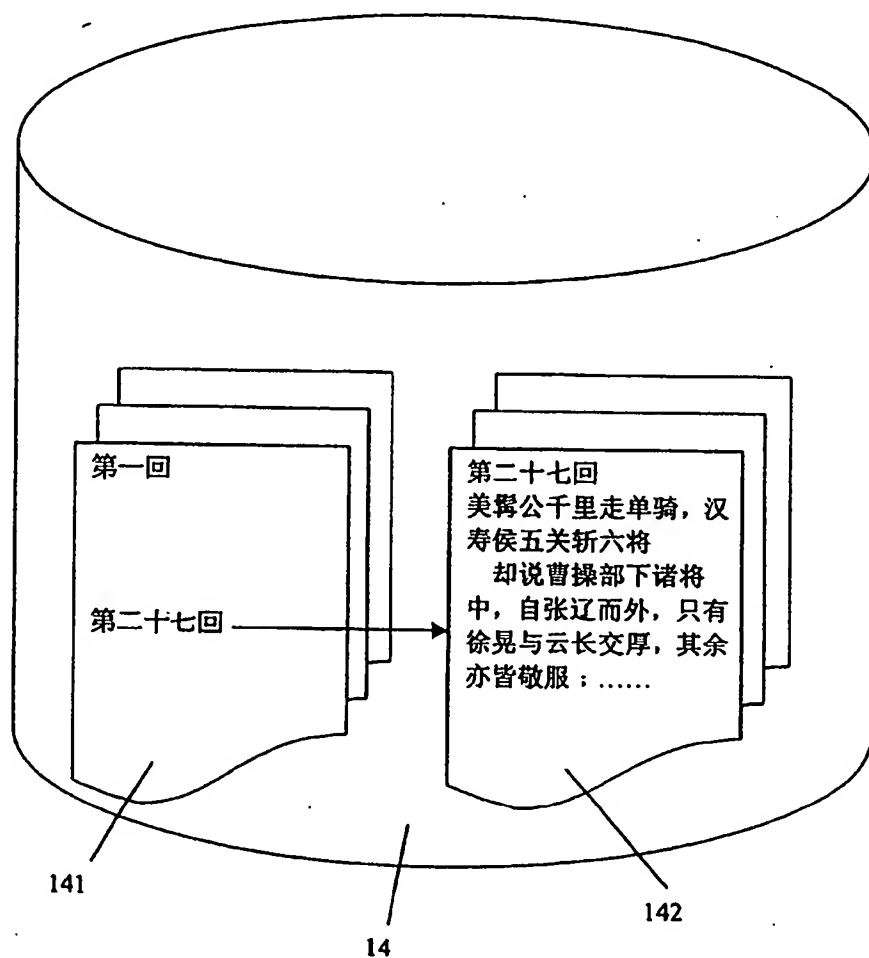 第一回
第二十七回
第二十七回
美髯公千里走单骑，汉
寿侯五关斩六将
却说曹操部下诸将
中，自张辽而外，只有
徐晃与云长交厚，其余
亦皆敬服：……
141
142
14